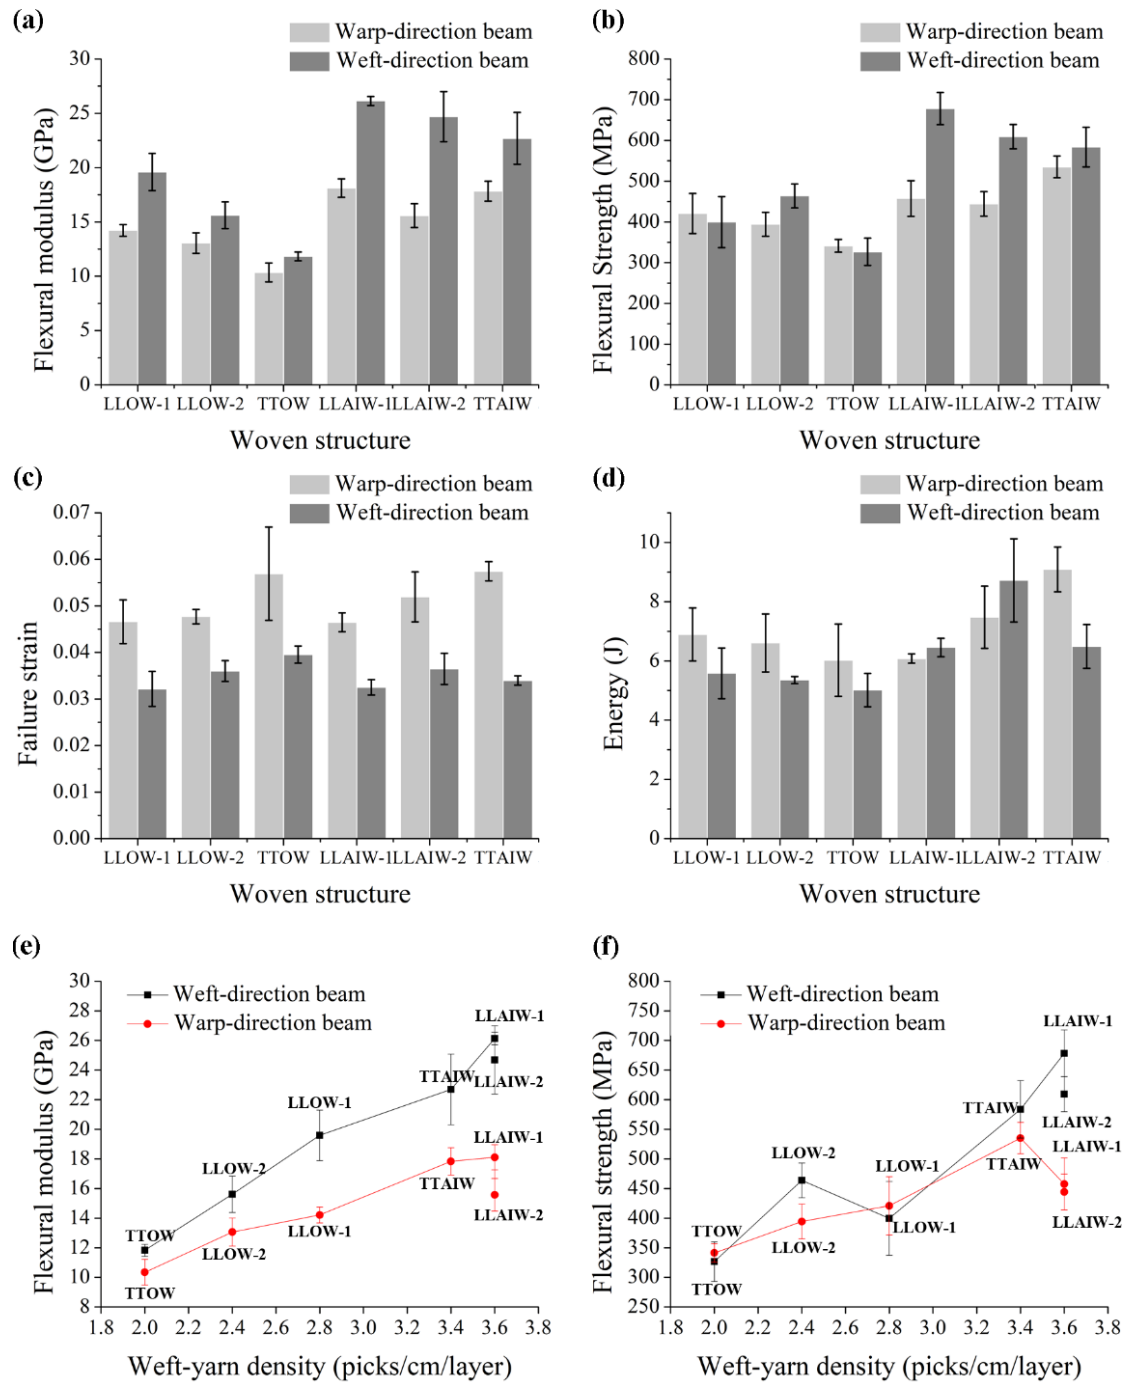 (a)
Warp-direction beam
Weft-direction beam
30
25
20
15
10
5
0
Flexural modulus (GPa)
LLOW-1 LLOW-2 TTOW LLAIW-1 LLAIW-2 TTAIW
Woven structure
(b)
Warp-direction beam
Weft-direction beam
800
700
600
500
400
300
200
100
0
Flexural Strength (MPa)
LLOW-1 LLOW-2 TTOW LLAIW-1 LLAIW-2 TTAIW
Woven structure
(c)
Warp-direction beam
Weft-direction beam
0.07
0.06
0.05
0.04
0.03
0.02
0.01
0.00
Failure strain
LLOW-1 LLOW-2 TTOW LLAIW-1 LLAIW-2 TTAIW
Woven structure
(d)
Warp-direction beam
Weft-direction beam
10
8
6
4
2
0
Energy (J)
LLOW-1 LLOW-2 TTOW LLAIW-1 LLAIW-2 TTAIW
Woven structure
(e)
Weft-direction beam
Warp-direction beam
30
28
26
24
22
20
18
16
14
12
10
8
Flexural modulus (GPa)
LLAIW-1
LLAIW-2
TTAIW
LLOW-1
LLOW-2
TTOW
LLAIW-1
TTAIW
LLAIW-2
LLOW-1
LLOW-2
TTOW
1.8 2.0 2.2 2.4 2.6 2.8 3.0 3.2 3.4 3.6 3.8
Weft-yarn density (picks/cm/layer)
(f)
Weft-direction beam
Warp-direction beam
800
750
700
650
600
550
500
450
400
350
300
250
Flexural strength (MPa)
LLAIW-1
TTAIW
LLAIW-2
LLOW-2
TTAIW
LLAIW-1
LLOW-1
LLAIW-2
LLOW-1
LLOW-2
TTOW
TTOW
1.8 2.0 2.2 2.4 2.6 2.8 3.0 3.2 3.4 3.6 3.8
Weft-yarn density (picks/cm/layer)